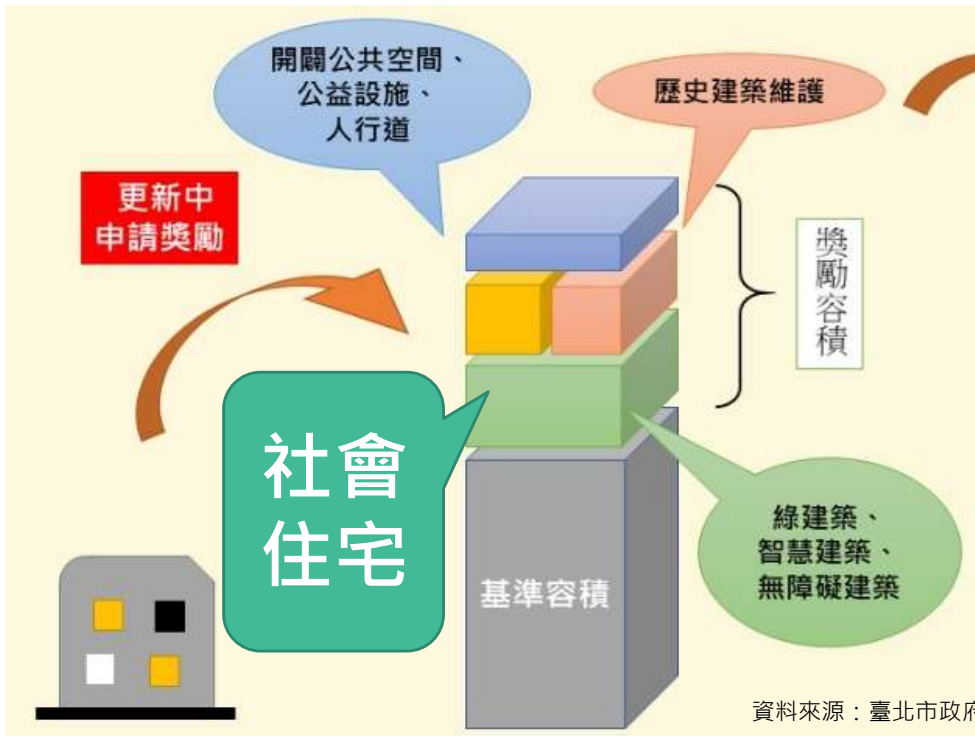 開闢公共空間、
公益設施、
人行道
歷史建築維護
更新中
申請獎勵
獎勵容積
社會
住宅
基準容積
綠建築、
智慧建築、
無障礙建築
資料來源：臺北市政府